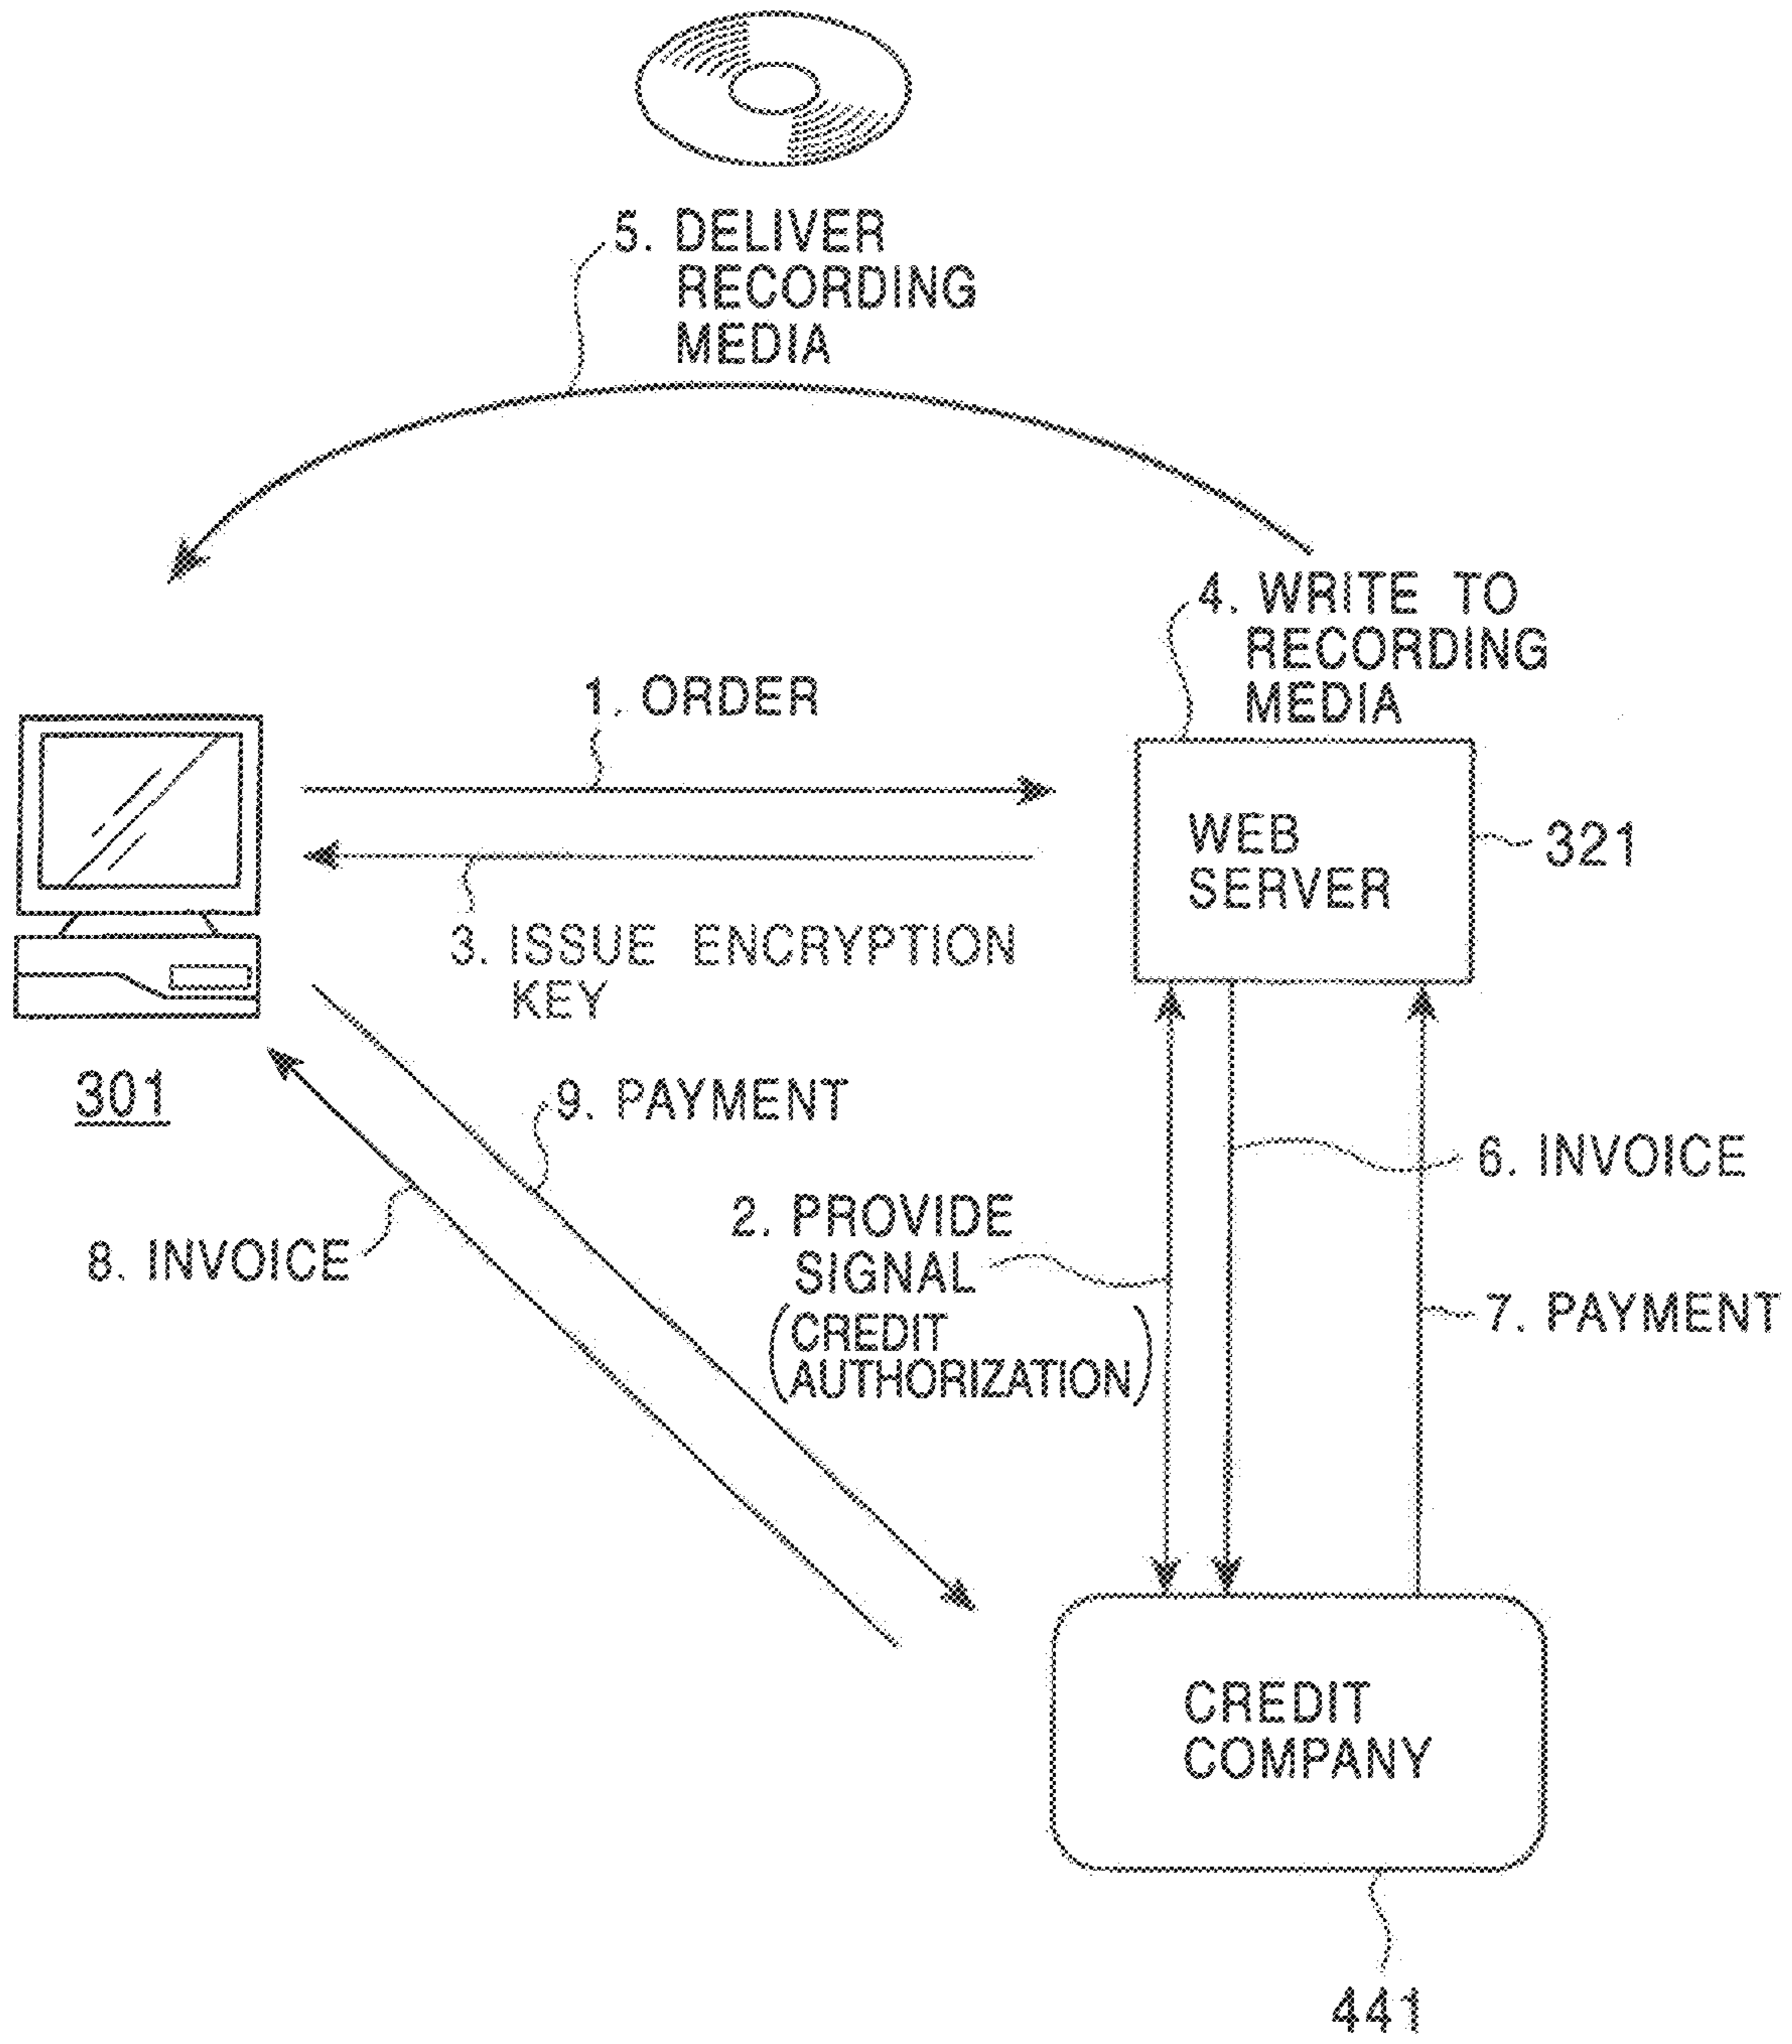 5. DELIVER
RECORDING
MEDIA
4. WRITE TO
RECORDING
MEDIA
1. ORDER
WEB
SERVER
321
3. ISSUE ENCRYPTION
KEY
301
9. PAYMENT
6. INVOICE
2. PROVIDE
SIGNAL
(CREDIT
AUTHORIZATION)
8. INVOICE
7. PAYMENT
CREDIT
COMPANY
441